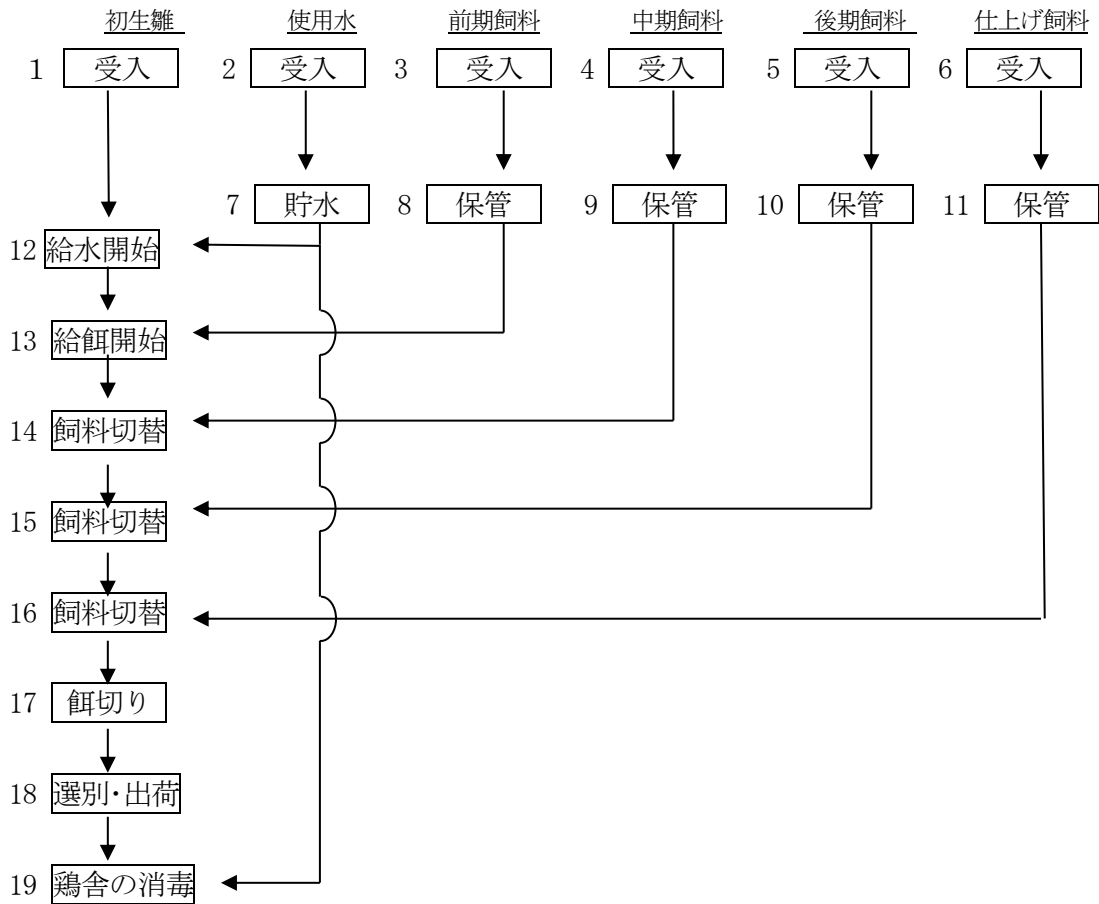 初生雛 使用水 前期飼料 中期飼料 後期飼料 仕上げ飼料
1 受入 2 受入 3 受入 4 受入 5 受入 6 受入
7 貯水 8 保管 9 保管 10 保管 11 保管
12 給水開始
13 給餌開始
14 飼料切替
15 飼料切替
16 飼料切替
17 餌切り
18 選別・出荷
19 鶏舎の消毒